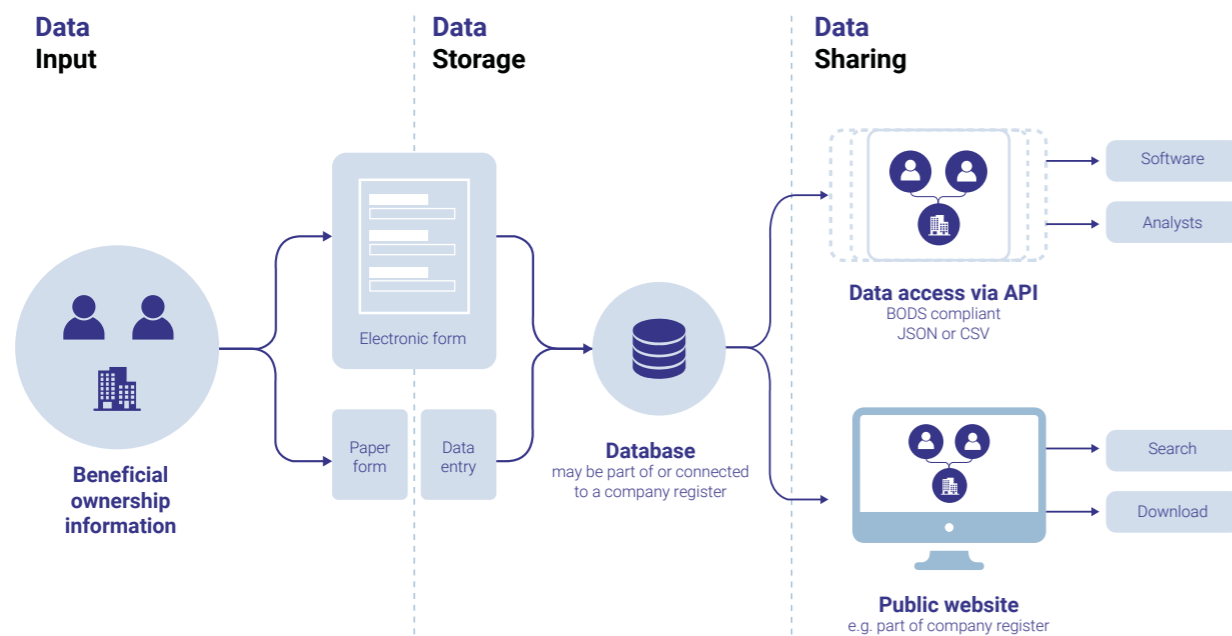 Data
Input
Data
Storage
Data
Sharing
Beneficial
ownership
information
Electronic form
Paper
form
Data
entry
Database
may be part of or connected
to a company register
Data access via API
BODS compliant
JSON or CSV
Software
Analysts
Public website
e.g. part of company register
Search
Download